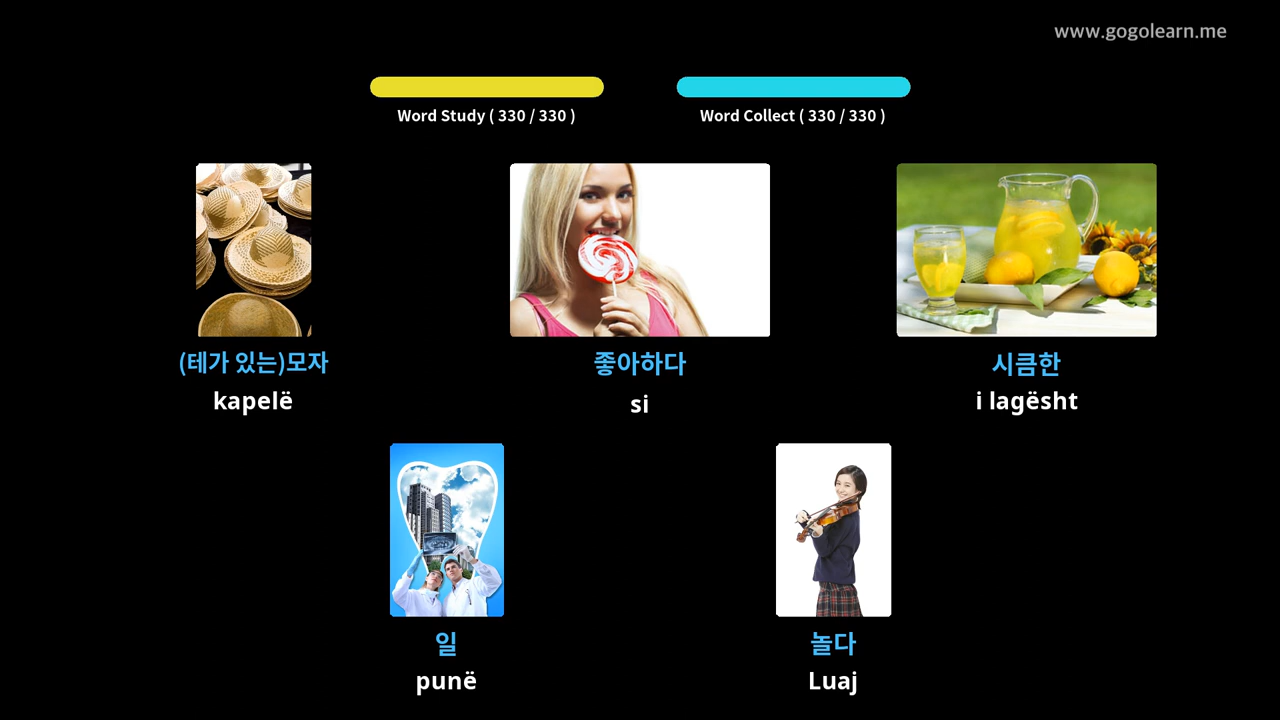 www.gogolearn.me
Word Study ( 330 / 330 )
Word Collect ( 330 / 330 )
(테가 있는)모자
kapelë
좋아하다
si
시큼한
i lagësht
일
punë
놀다
Luaj